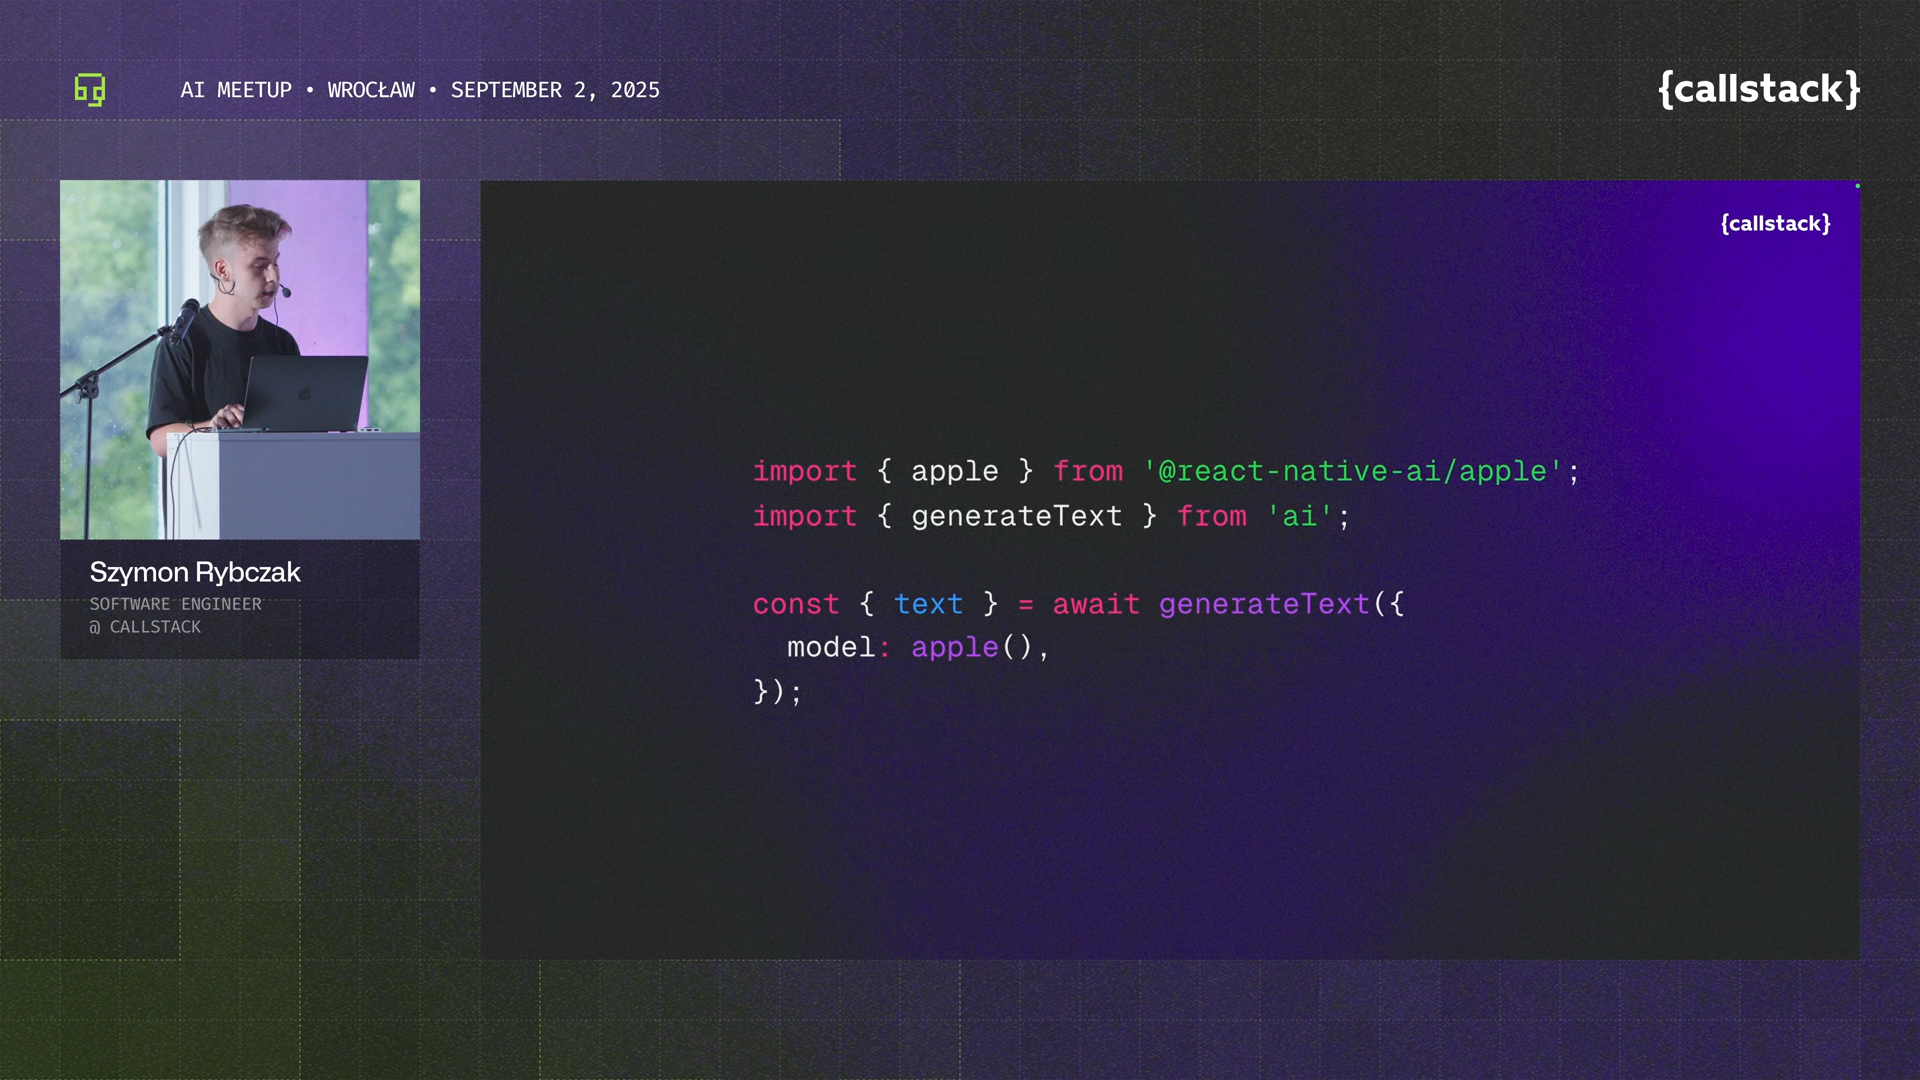 AI MEETUP • WROCŁAW • SEPTEMBER 2, 2025
{callstack}
Szymon Rybczak
SOFTWARE ENGINEER
@ CALLSTACK
{callstack}
import { apple } from '@react-native-ai/apple';
import { generateText } from 'ai';
const { text } = await generateText({
  model: apple(),
});